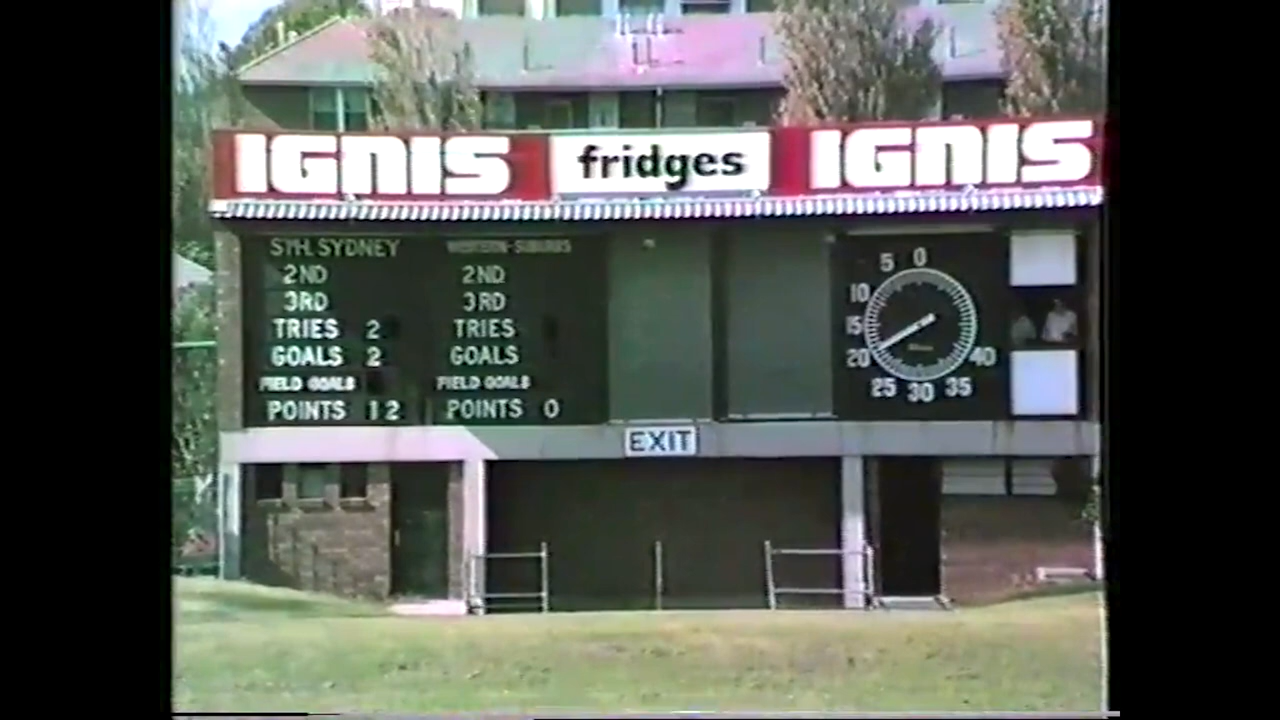 IGNIS fridges IGNIS
STH. SYDNEY WESTERN-SUBURBS
2ND 2ND
3RD 3RD
TRIES 2 TRIES
GOALS 2 GOALS
FIELD GOALS FIELD GOALS
POINTS 12 POINTS 0
5 0
10
15
20 40
25 30 35
EXIT